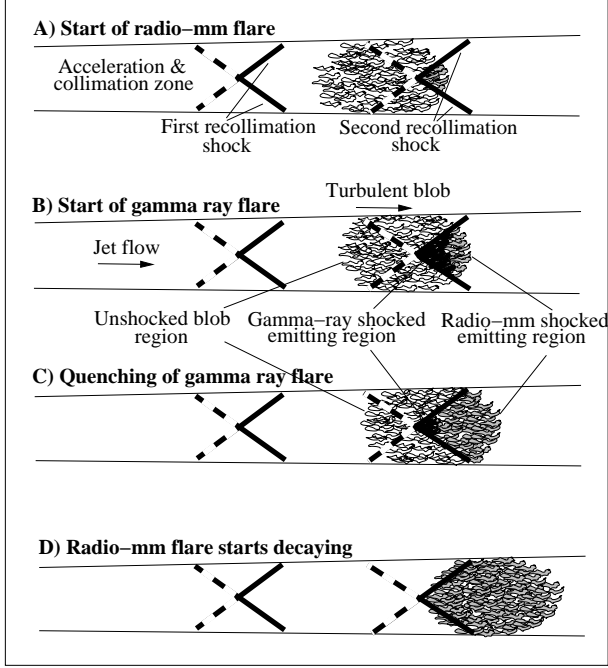 A) Start of radio−mm flare
Acceleration &
collimation zone
First recollimation
shock
Second recollimation
shock
Turbulent blob
B) Start of gamma ray flare
Jet flow
Unshocked blob
region
Gamma−ray shocked
emitting region
Radio−mm shocked
emitting region
C) Quenching of gamma ray flare
D) Radio−mm flare starts decaying